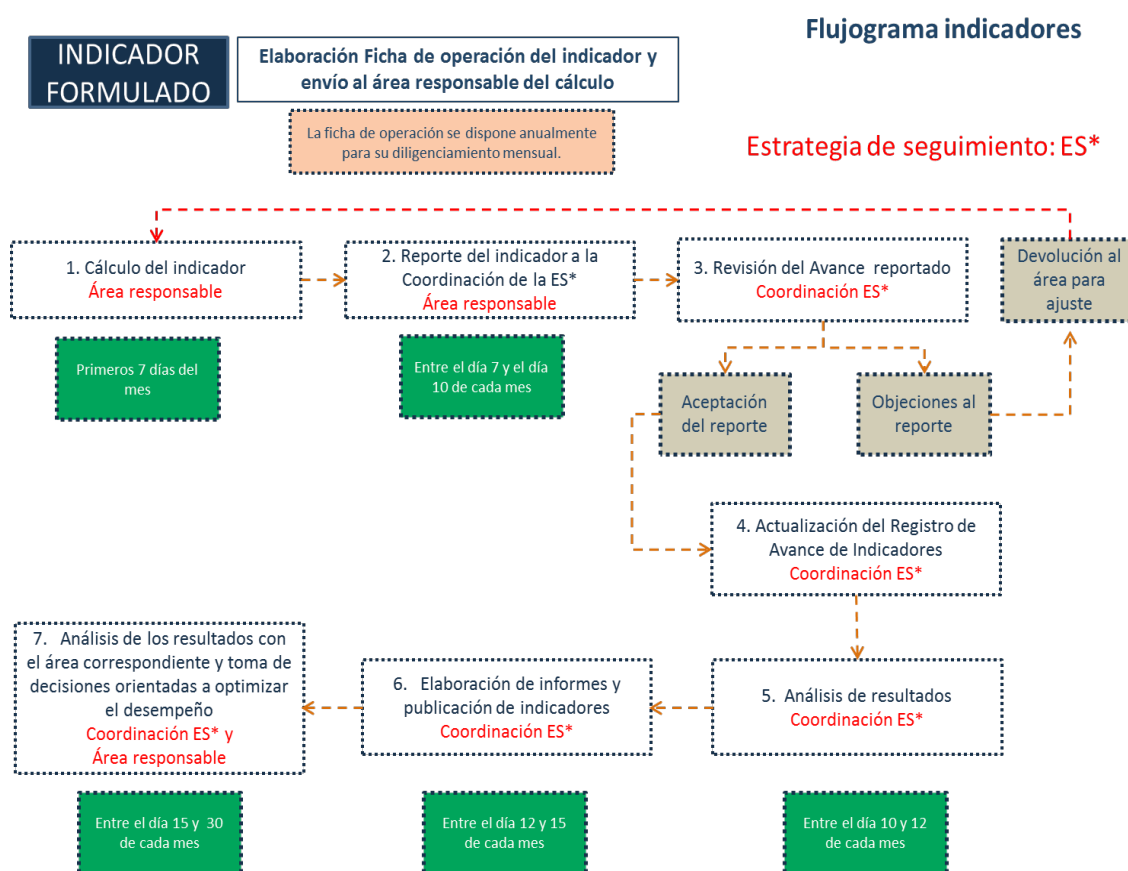 Flujograma indicadores
INDICADOR
FORMULADO
Elaboración Ficha de operación del indicador y
envío al área responsable del cálculo
La ficha de operación se dispone anualmente
para su diligenciamiento mensual.
Estrategia de seguimiento: ES*
1. Cálculo del indicador
Área responsable
2. Reporte del indicador a la
Coordinación de la ES*
Área responsable
3. Revisión del Avance reportado
Coordinación ES*
Devolución al
área para
ajuste
Primeros 7 días del
mes
Entre el día 7 y el día
10 de cada mes
Aceptación
del reporte
Objeciones al
reporte
4. Actualización del Registro de
Avance de Indicadores
Coordinación ES*
7. Análisis de los resultados con
el área correspondiente y toma de
decisiones orientadas a optimizar
el desempeño
Coordinación ES* y
Área responsable
6. Elaboración de informes y
publicación de indicadores
Coordinación ES*
5. Análisis de resultados
Coordinación ES*
Entre el día 15 y 30
de cada mes
Entre el día 12 y 15
de cada mes
Entre el día 10 y 12
de cada mes